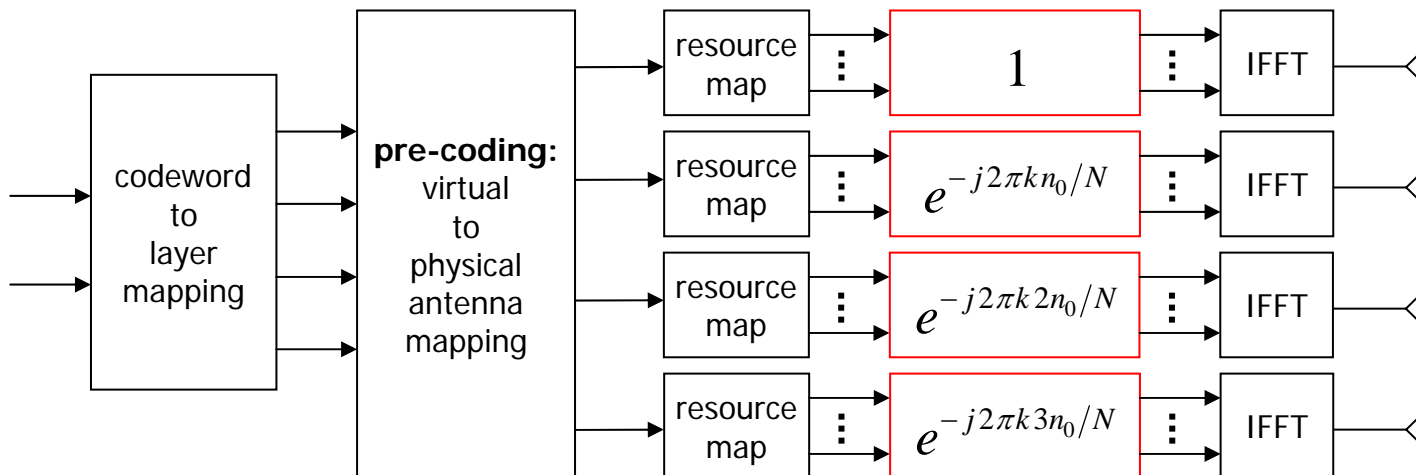 codeword
to
layer
mapping
pre-coding:
virtual
to
physical
antenna
mapping
resource
map
1
IFFT
resource
map
e^{-j2πkn_0/N}
IFFT
resource
map
e^{-j2πk2n_0/N}
IFFT
resource
map
e^{-j2πk3n_0/N}
IFFT